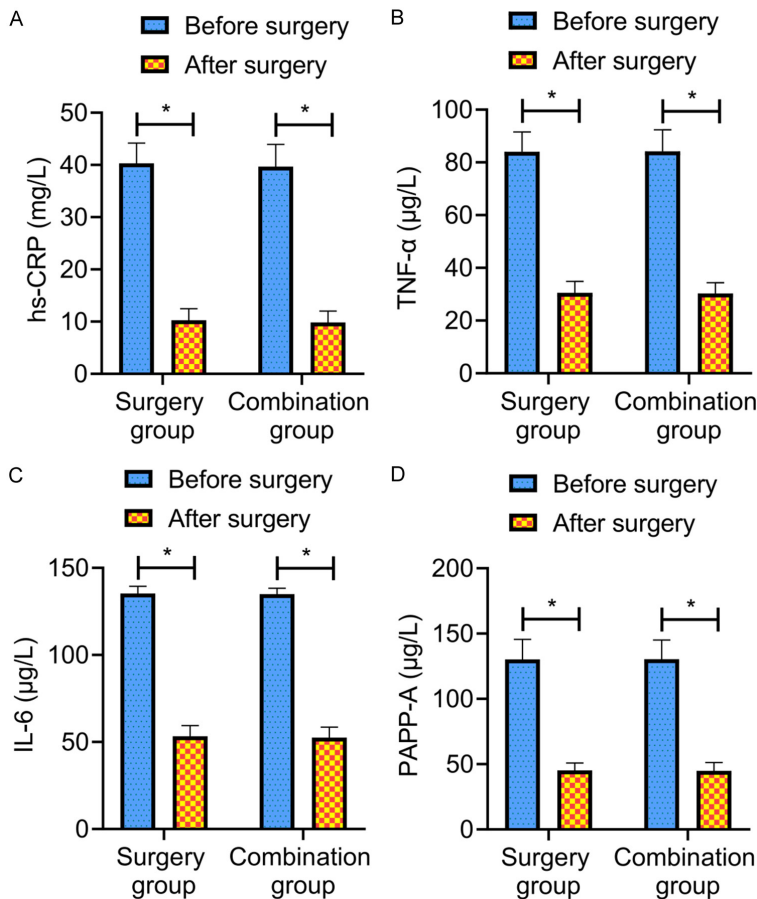 A
Before surgery
After surgery
hs-CRP (mg/L)
50
40
30
20
10
0
*
*
Surgery group
Combination group
B
Before surgery
After surgery
TNF-α (μg/L)
100
80
60
40
20
0
*
*
Surgery group
Combination group
C
Before surgery
After surgery
IL-6 (μg/L)
150
100
50
0
*
*
Surgery group
Combination group
D
Before surgery
After surgery
PAPP-A (μg/L)
200
150
100
50
0
*
*
Surgery group
Combination group